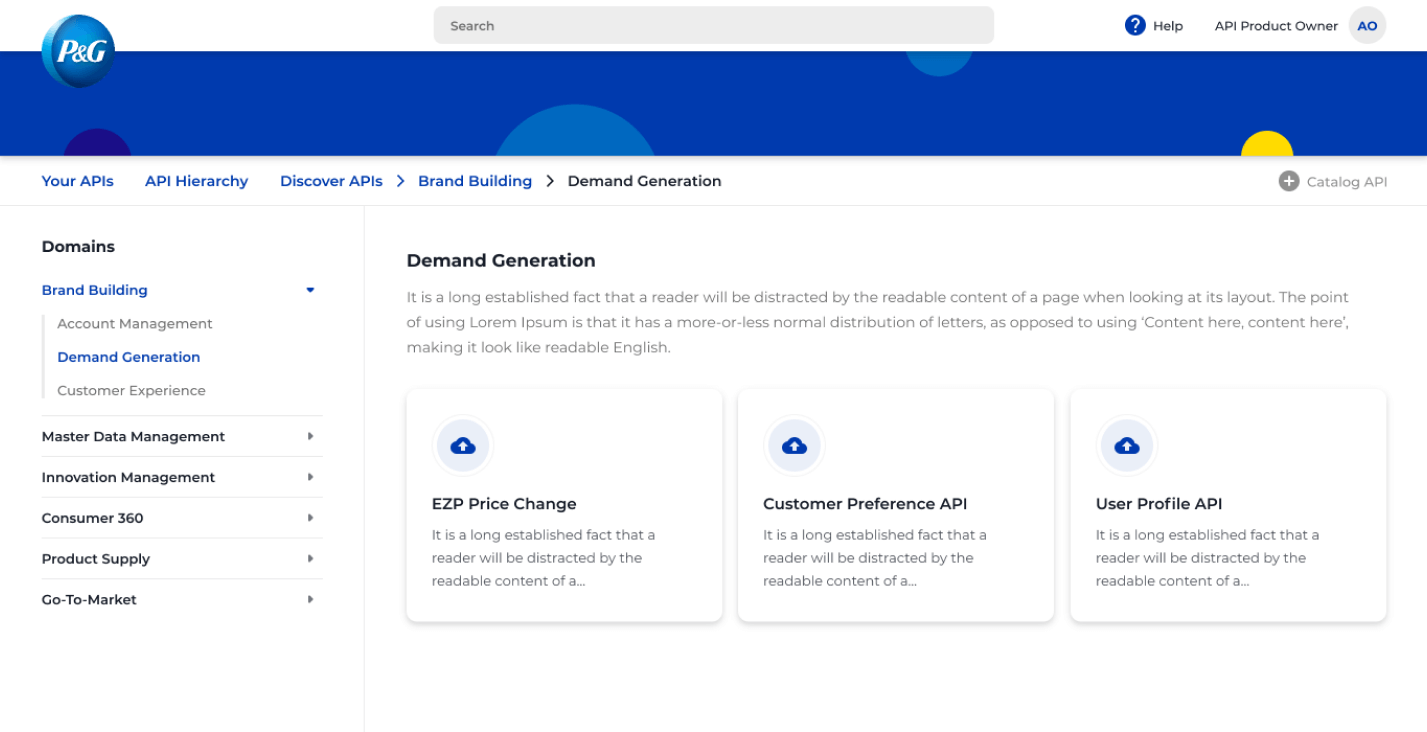 P&G
Search
? Help
API Product Owner
AO
Your APIs
API Hierarchy
Discover APIs > Brand Building > Demand Generation
Catalog API
Domains
Brand Building
Account Management
Demand Generation
Customer Experience
Master Data Management
Innovation Management
Consumer 360
Product Supply
Go-To-Market
Demand Generation
It is a long established fact that a reader will be distracted by the readable content of a page when looking at its layout. The point
of using Lorem Ipsum is that it has a more-or-less normal distribution of letters, as opposed to using ‘Content here, content here’,
making it look like readable English.
EZP Price Change
It is a long established fact that a
reader will be distracted by the
readable content of a...
Customer Preference API
It is a long established fact that a
reader will be distracted by the
readable content of a...
User Profile API
It is a long established fact that a
reader will be distracted by the
readable content of a...